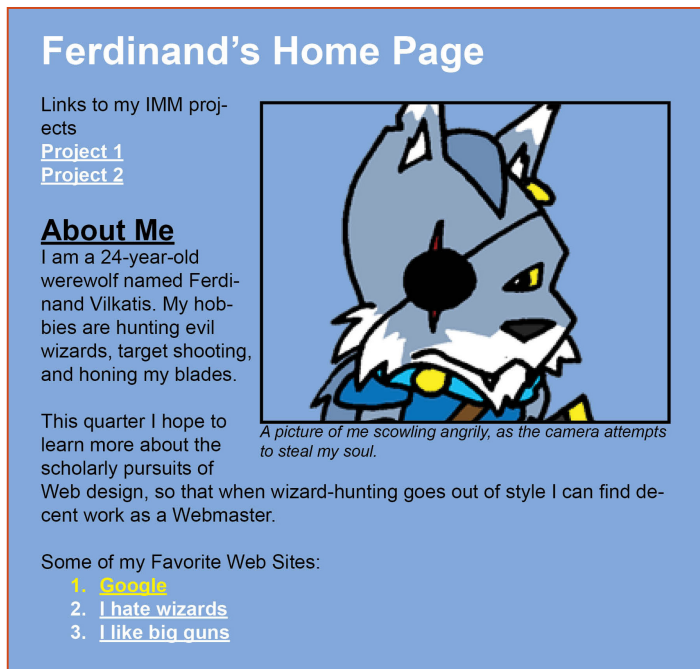 Ferdinand’s Home Page
Links to my IMM proj-
ects
Project 1
Project 2
About Me
I am a 24-year-old
werewolf named Ferdi-
nand Vilkatis. My hob-
bies are hunting evil
wizards, target shooting,
and honing my blades.
A picture of me scowling angrily, as the camera attempts
to steal my soul.
This quarter I hope to
learn more about the
scholarly pursuits of
Web design, so that when wizard-hunting goes out of style I can find de-
cent work as a Webmaster.
Some of my Favorite Web Sites:
1. Google
2. I hate wizards
3. I like big guns